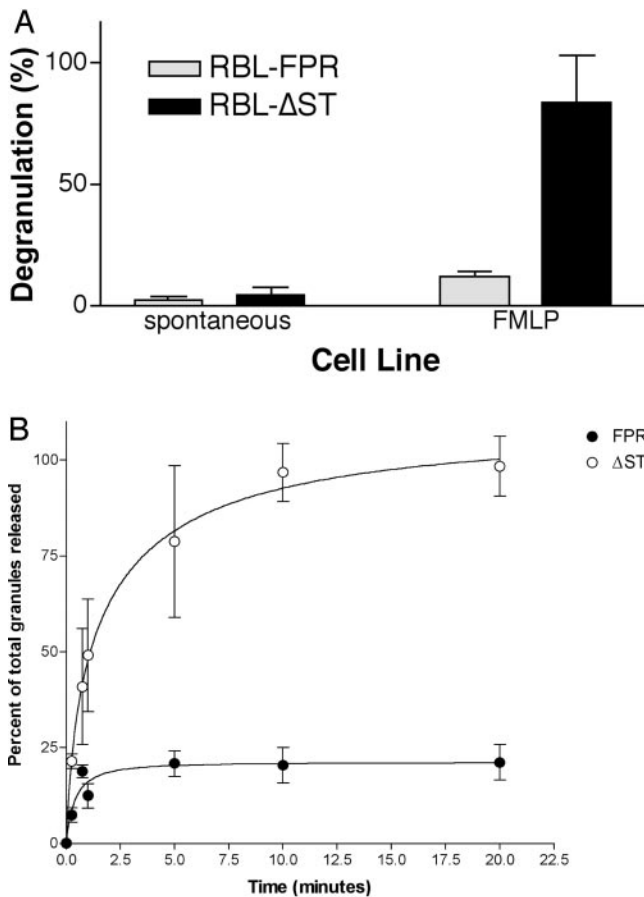 A
Degranulation (%)
100
50
0
RBL-FPR
RBL-ΔST
spontaneous FMLP
Cell Line
B
Percent of total granules released
100
75
50
25
0
FPR
ΔST
0.0 2.5 5.0 7.5 10.0 12.5 15.0 17.5 20.0 22.5
Time (minutes)